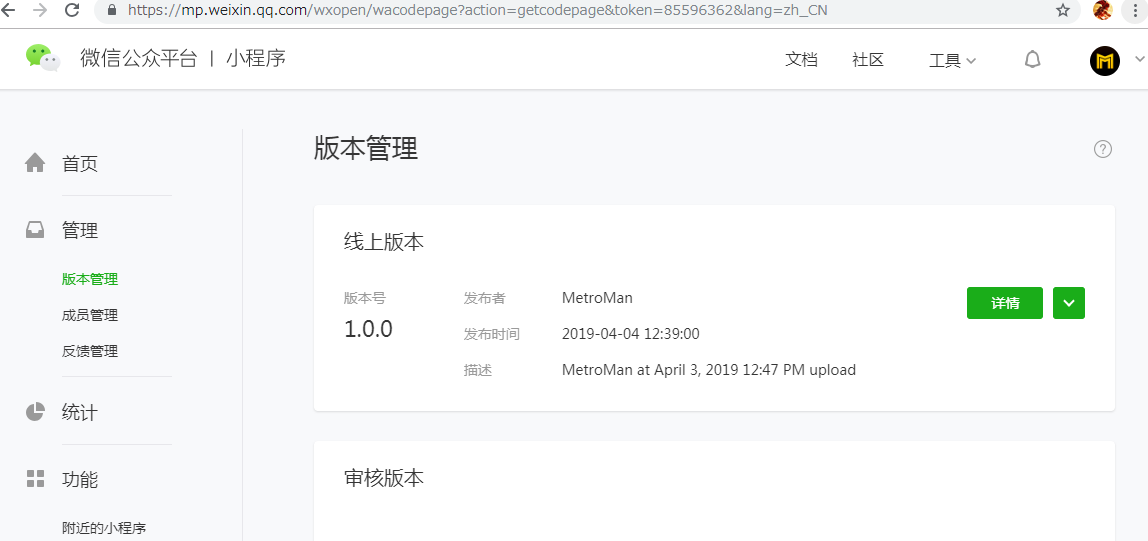 https://mp.weixin.qq.com/wxopen/wacodepage?action=getcodepage&token=85596362&lang=zh_CN
微信公众平台 | 小程序
文档 社区 工具
首页
管理
版本管理
成员管理
反馈管理
统计
功能
附近的小程序
版本管理
?
线上版本
版本号
1.0.0
发布者 MetroMan
发布时间 2019-04-04 12:39:00
描述 MetroMan at April 3, 2019 12:47 PM upload
详情
审核版本